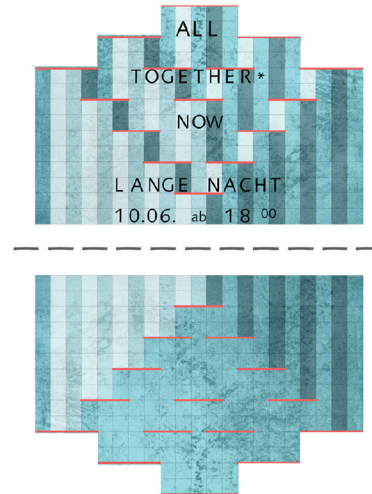 ALL
TOGETHER*
NOW
LANGE NACHT
10.06. ab 18 00